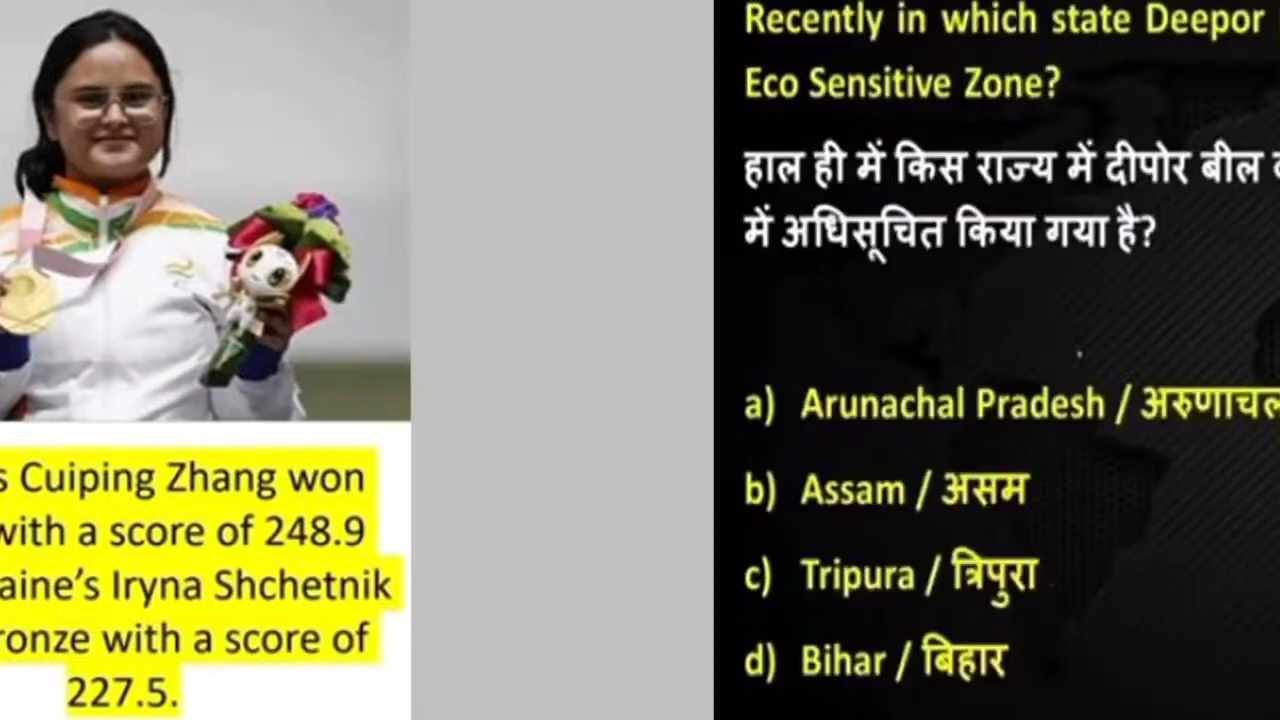 s Cuiping Zhang won
with a score of 248.9
aine's Iryna Shchetnik
ronze with a score of
227.5.
Recently in which state Deepor
Eco Sensitive Zone?
हाल ही में किस राज्य में दीपोर बील
में अधिसूचित किया गया है?
a) Arunachal Pradesh / अरुणाचल
b) Assam / असम
c) Tripura / त्रिपुरा
d) Bihar / बिहार